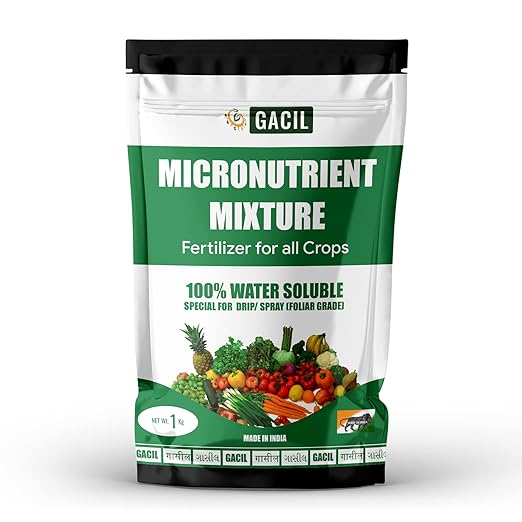 GACIL
MICRONUTRIENT
MIXTURE
Fertilizer for all Crops
100% WATER SOLUBLE
SPECIAL FOR DRIP/ SPRAY (FOLIAR GRADE)
NET Wt. 1 Kg
MADE IN INDIA
GACIL गासील ગાસીલ GACIL गासील ગાસીલ GACIL गासील ગાસીલ